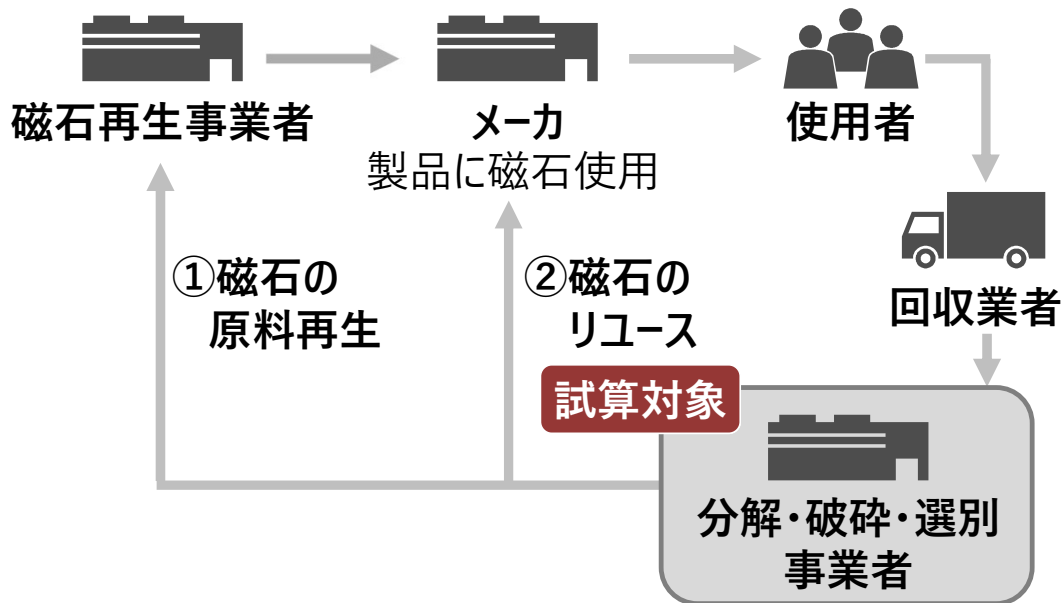 磁石再生事業者
メーカ
製品に磁石使用
使用者
①磁石の
原料再生
②磁石の
リユース
回収業者
試算対象
分解・破砕・選別
事業者